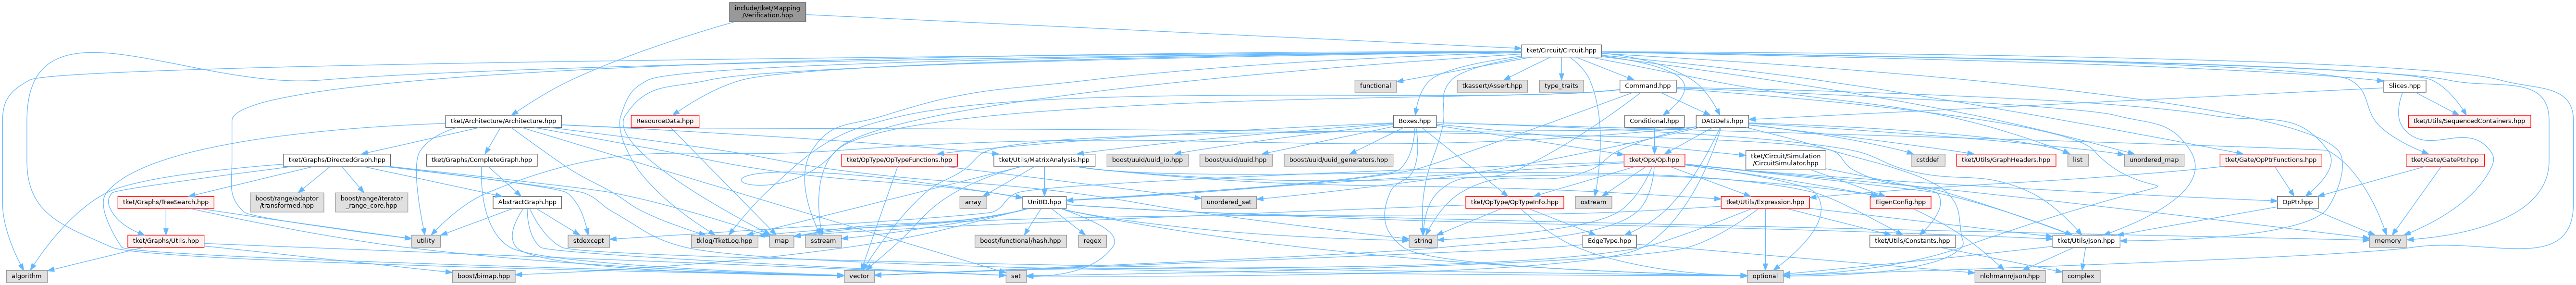 include/tket/Mapping
/Verification.hpp
tket/Circuit/Circuit.hpp
functional
tkassert/Assert.hpp
type_traits
Command.hpp
Slices.hpp
tket/Architecture/Architecture.hpp
ResourceData.hpp
Boxes.hpp
Conditional.hpp
DAGDefs.hpp
tket/Utils/SequencedContainers.hpp
tket/Graphs/DirectedGraph.hpp
tket/Graphs/CompleteGraph.hpp
tket/OpType/OpTypeFunctions.hpp
tket/Utils/MatrixAnalysis.hpp
boost/uuid/uuid_io.hpp
boost/uuid/uuid.hpp
boost/uuid/uuid_generators.hpp
tket/Ops/Op.hpp
tket/Circuit/Simulation
/CircuitSimulator.hpp
cstddef
tket/Utils/GraphHeaders.hpp
list
unordered_map
tket/Gate/OpPtrFunctions.hpp
tket/Gate/GatePtr.hpp
tket/Graphs/TreeSearch.hpp
boost/range/adaptor
/transformed.hpp
boost/range/iterator
_range_core.hpp
AbstractGraph.hpp
array
UnitID.hpp
unordered_set
tket/OpType/OpTypeInfo.hpp
ostream
tket/Utils/Expression.hpp
EigenConfig.hpp
OpPtr.hpp
tket/Graphs/Utils.hpp
utility
stdexcept
tklog/TketLog.hpp
map
sstream
boost/functional/hash.hpp
regex
string
EdgeType.hpp
tket/Utils/Constants.hpp
tket/Utils/Json.hpp
memory
algorithm
boost/bimap.hpp
vector
set
optional
nlohmann/json.hpp
complex